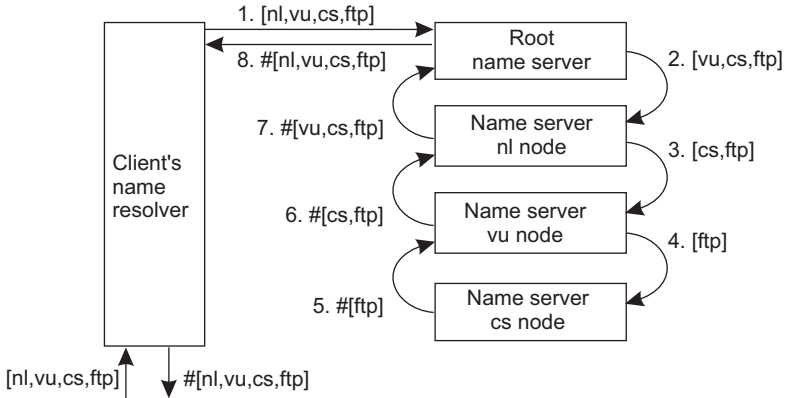 1. [nl,vu,cs,ftp]
8. #[nl,vu,cs,ftp]
Root
name server
2. [vu,cs,ftp]
7. #[vu,cs,ftp]
Name server
nl node
3. [cs,ftp]
Client's
name
resolver
6. #[cs,ftp]
Name server
vu node
4. [ftp]
5. #[ftp]
Name server
cs node
[nl,vu,cs,ftp]
#[nl,vu,cs,ftp]